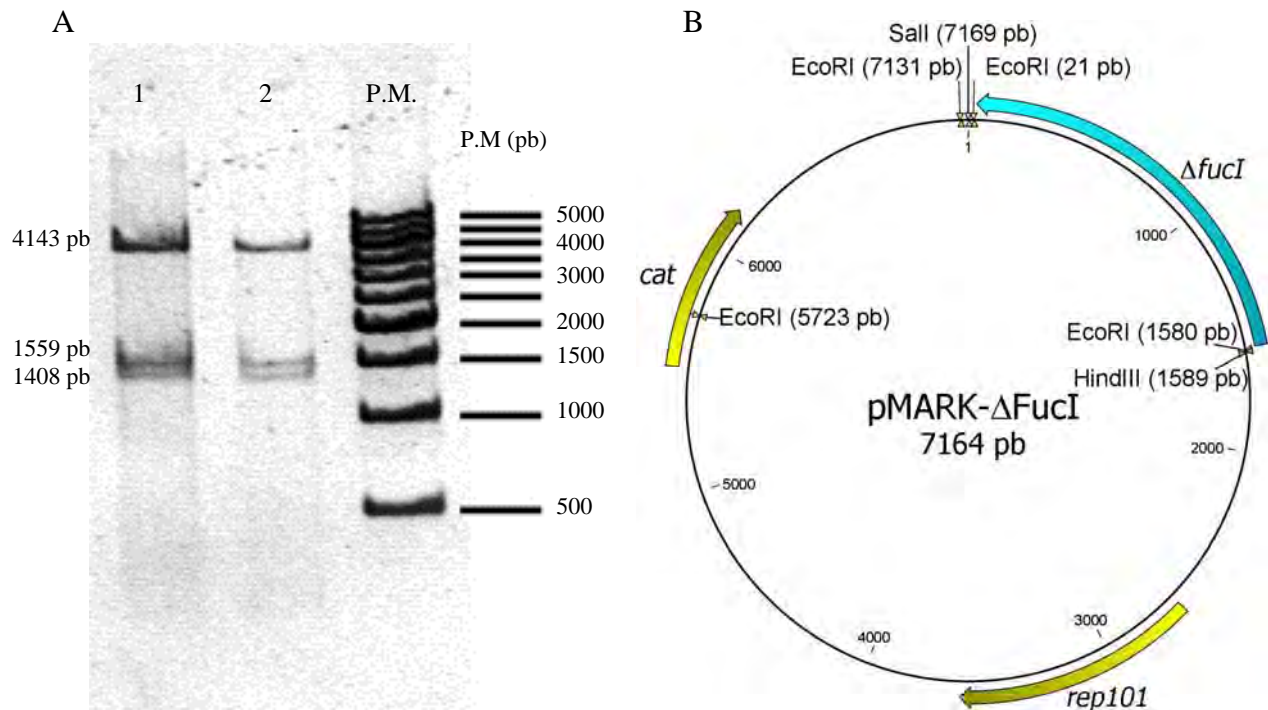 A
1
2
P.M.
P.M (pb)
4143 pb
1559 pb
1408 pb
5000
4000
3000
2000
1500
1000
500
B
SalI (7169 pb)
EcoRI (7131 pb)
EcoRI (21 pb)
1
ΔfucI
1000
cat
6000
EcoRI (5723 pb)
EcoRI (1580 pb)
HindIII (1589 pb)
pMARK-ΔFucI
7164 pb
2000
5000
3000
4000
rep101